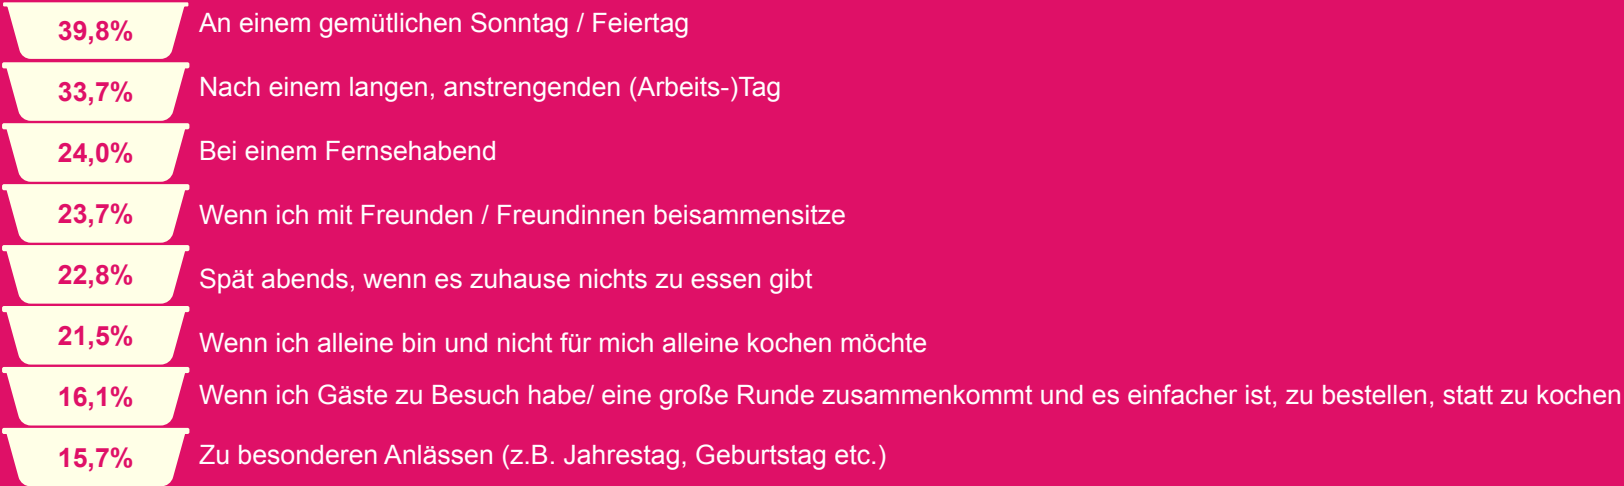 39,8% An einem gemütlichen Sonntag / Feiertag
33,7% Nach einem langen, anstrengenden (Arbeits-)Tag
24,0% Bei einem Fernsehabend
23,7% Wenn ich mit Freunden / Freundinnen beisammensitze
22,8% Spät abends, wenn es zuhause nichts zu essen gibt
21,5% Wenn ich alleine bin und nicht für mich alleine kochen möchte
16,1% Wenn ich Gäste zu Besuch habe/ eine große Runde zusammenkommt und es einfacher ist, zu bestellen, statt zu kochen
15,7% Zu besonderen Anlässen (z.B. Jahrestag, Geburtstag etc.)